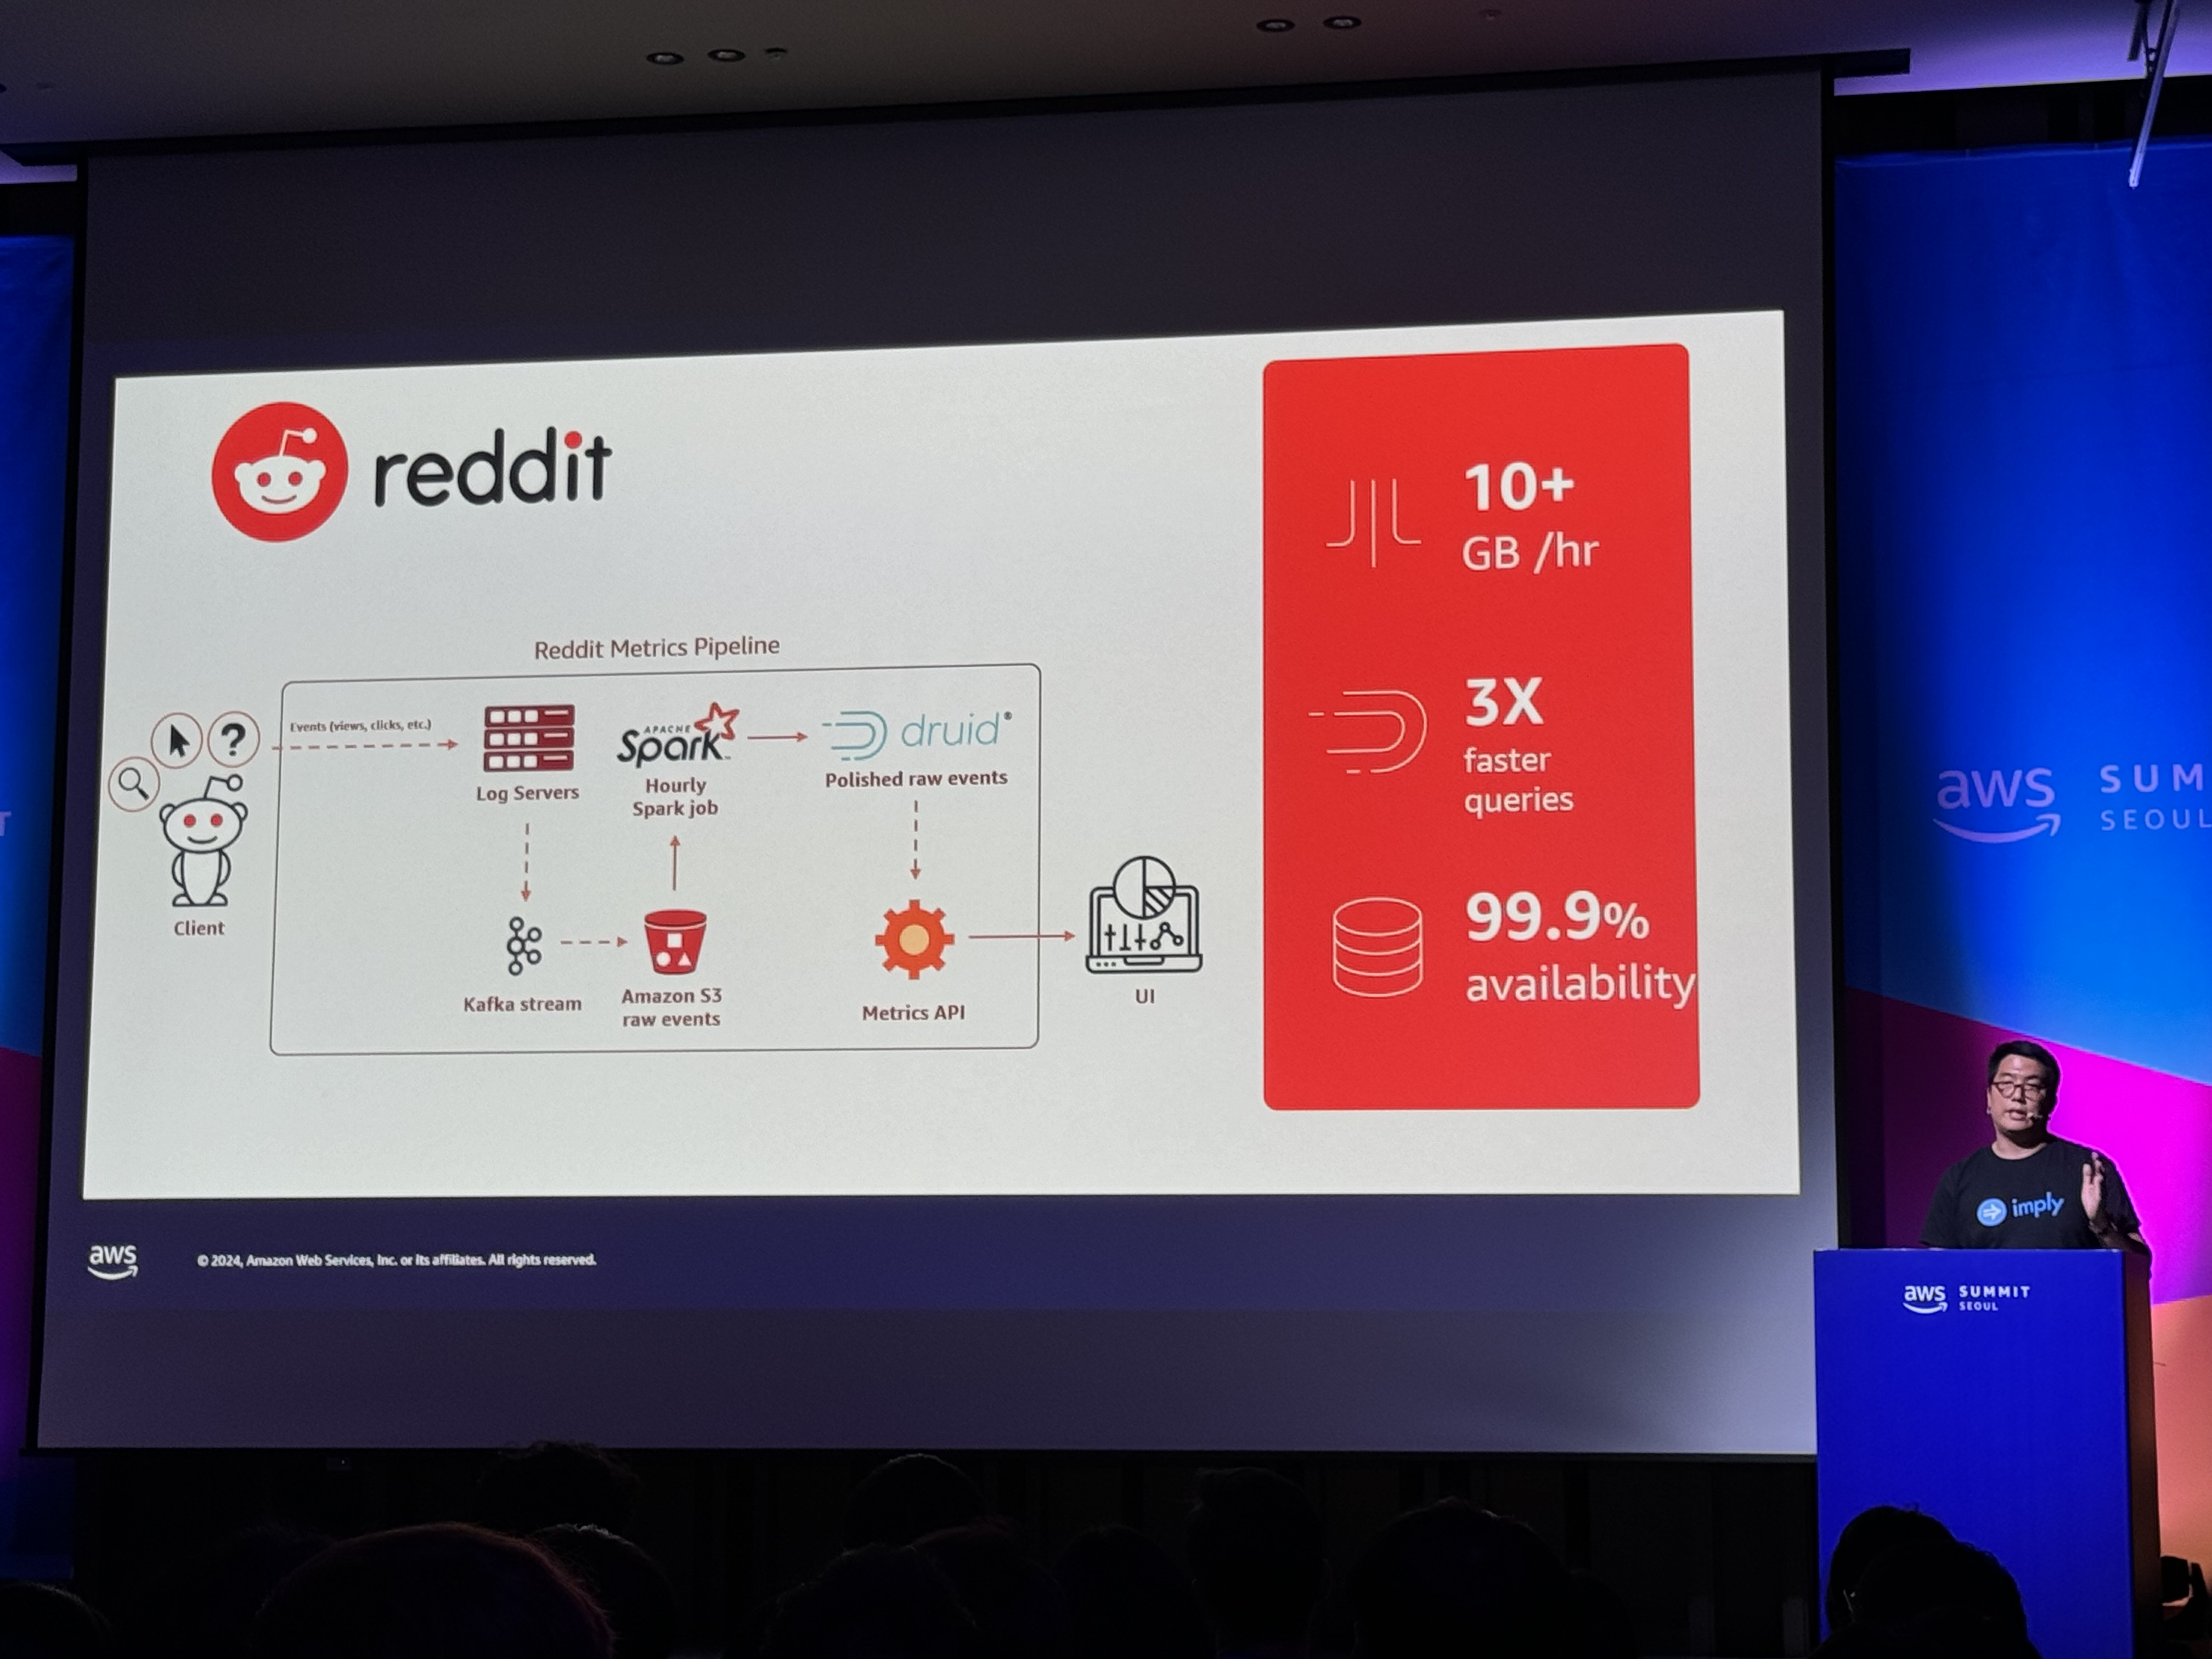 reddit
10+
GB /hr
3X
faster
queries
99.9%
availability
Reddit Metrics Pipeline
Events (views, clicks, etc.)
?
Log Servers
APACHE
Spark™
Hourly
Spark job
druid®
Polished raw events
Client
Kafka stream
Amazon S3
raw events
Metrics API
UI
aws
© 2024, Amazon Web Services, Inc. or its affiliates. All rights reserved.
aws SUM
SEOUL
imply
aws SUMMIT
SEOUL
T